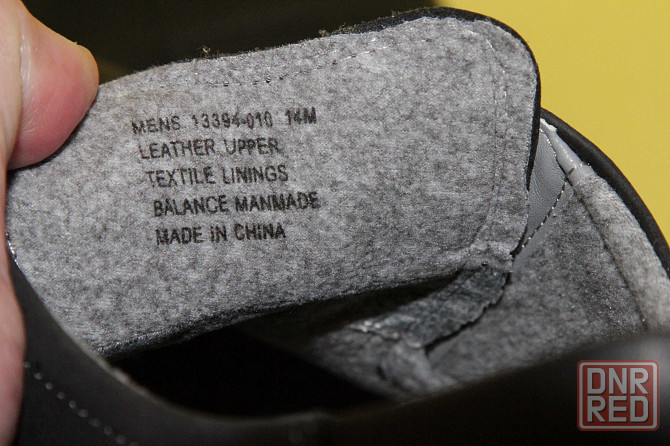 MENS 13394-010 14M
LEATHER UPPER
TEXTILE LININGS
BALANCE MANMADE
MADE IN CHINA
DNR
RED